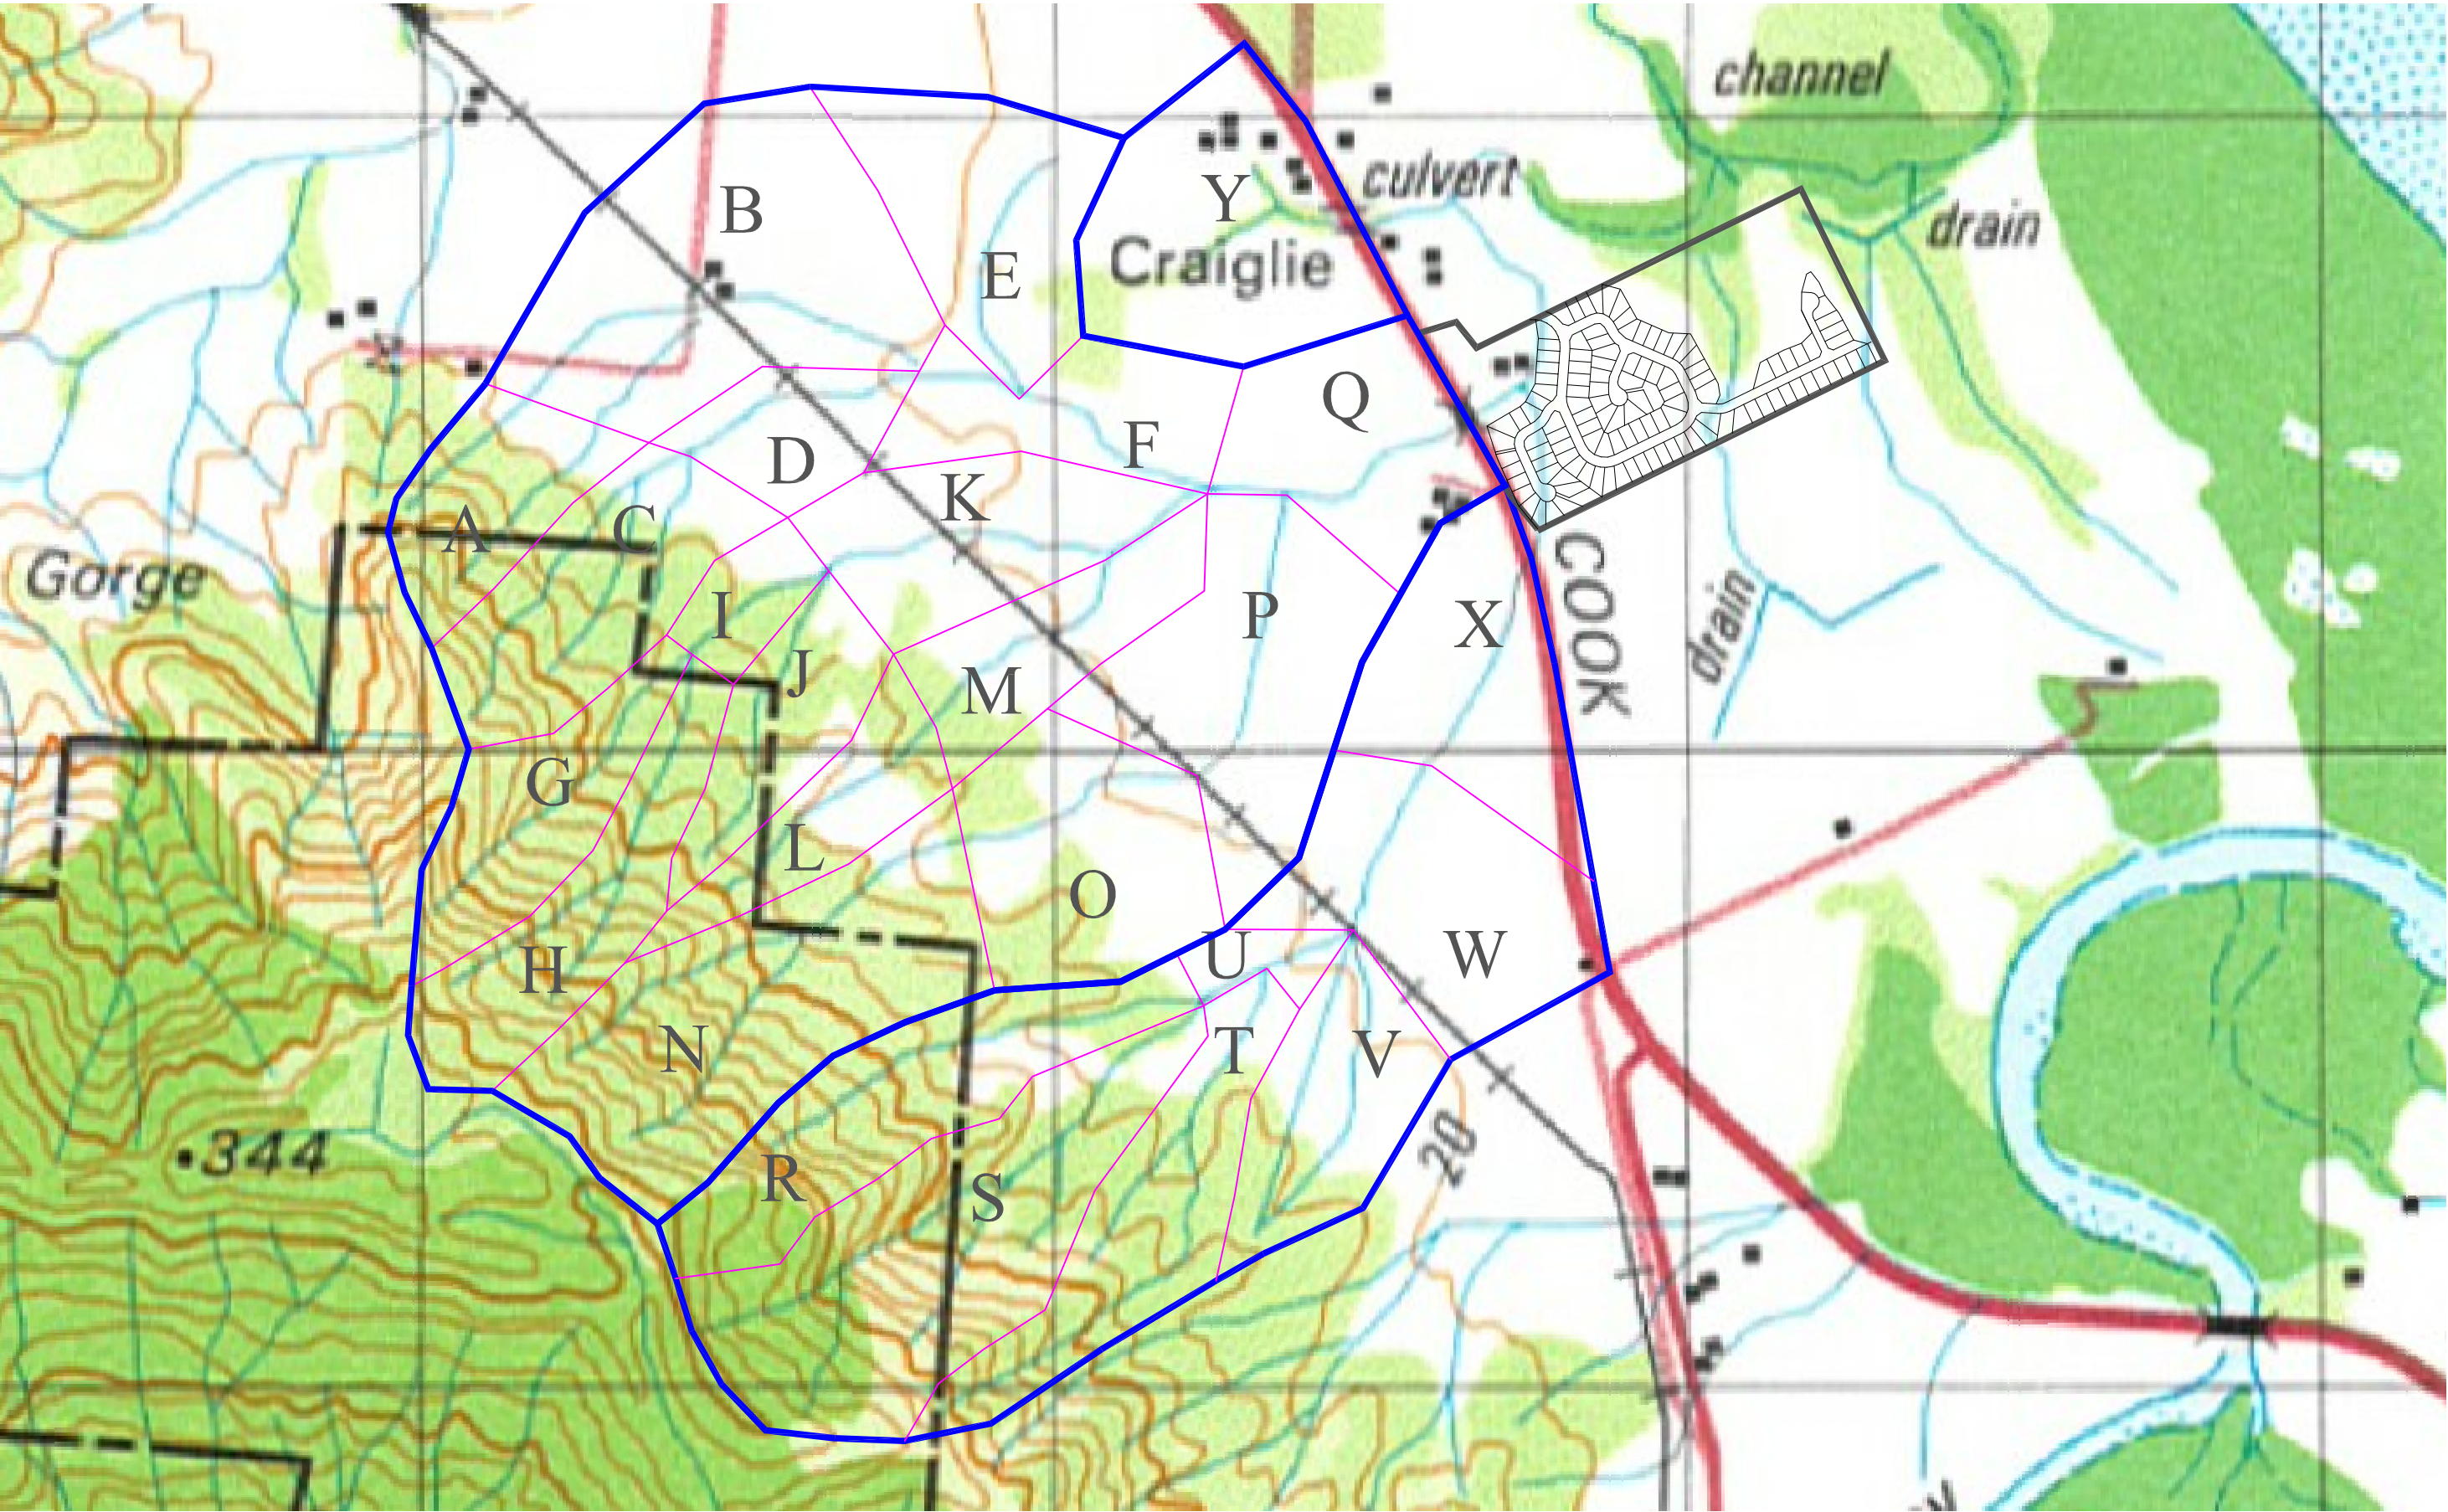 channel
culvert
B
Y
drain
Craiglie
E
Q
F
D
K
A
C
Gorge
COOK
I
P
X
drain
J
M
G
L
O
U
W
H
N
T
V
344
R
S
20